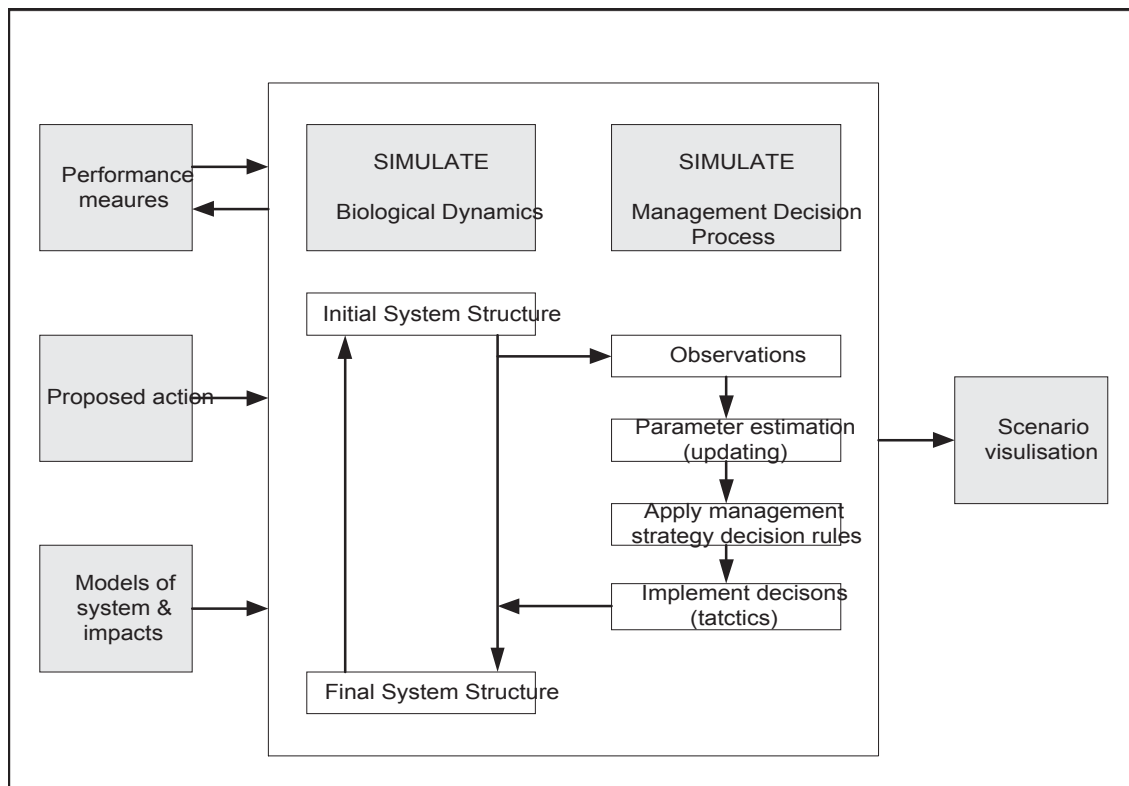 Performance
meaures
SIMULATE
Biological Dynamics
SIMULATE
Management Decision
Process
Initial System Structure
Observations
Proposed action
Parameter estimation
(updating)
Scenario
visulisation
Apply management
strategy decision rules
Models of
system &
impacts
Implement decisons
(tatctics)
Final System Structure